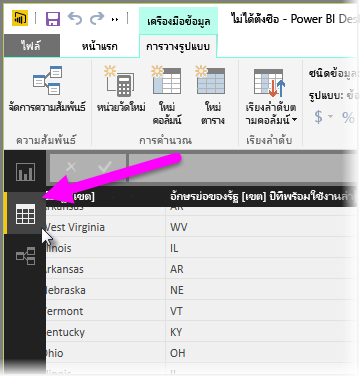 เครื่องมือข้อมูล
ไม่ได้ตั้งชื่อ - Power BI Des
ไฟล์
หน้าแรก
การวางรูปแบบ
จัดการความสัมพันธ์
หน่วยวัดใหม่
ใหม่
คอลัมน์
ใหม่
ตาราง
เรียงลำดับต
ามคอลัมน์
ชนิดข้อมูล
รูปแบบ: ข้อ
$ %
ความสัมพันธ์
การคำนวณ
เรียงลำดับ
[เขต]
อักษรย่อของรัฐ [เขต] ปีที่พร้อมใช้งานล่า
Arkansas AR
West Virginia WV
Illinois IL
Arkansas AR
Nebraska NE
Vermont VT
Kentucky KY
Ohio OH
Illinois IL